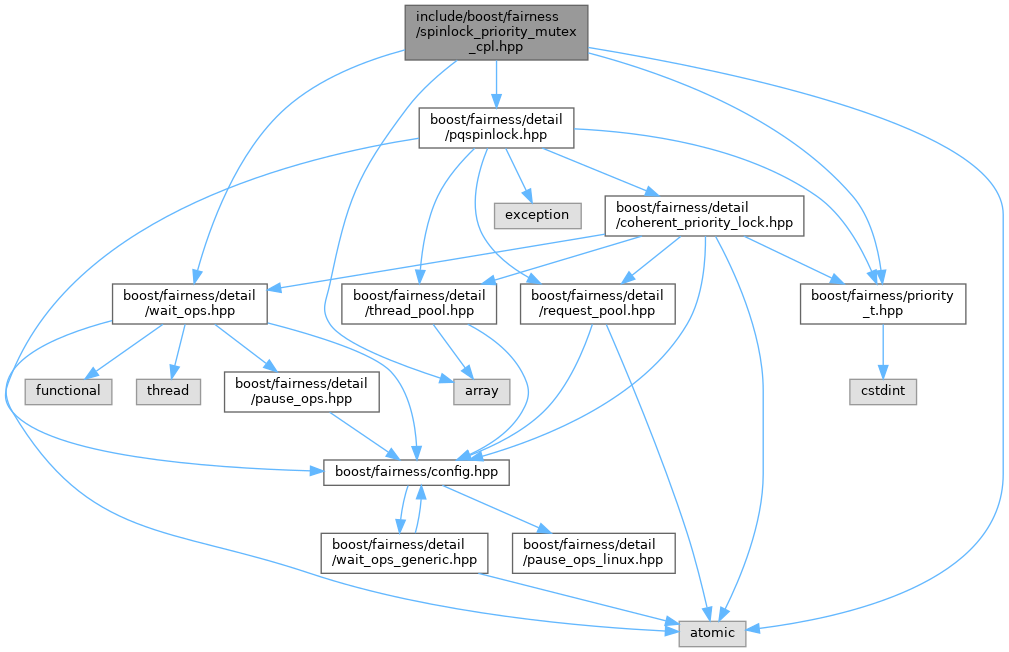 include/boost/fairness
/spinlock_priority_mutex
_cpl.hpp
boost/fairness/detail
/pqspinlock.hpp
exception
boost/fairness/detail
/coherent_priority_lock.hpp
boost/fairness/detail
/wait_ops.hpp
boost/fairness/detail
/thread_pool.hpp
boost/fairness/detail
/request_pool.hpp
boost/fairness/priority
_t.hpp
functional
thread
boost/fairness/detail
/pause_ops.hpp
array
cstdint
boost/fairness/config.hpp
boost/fairness/detail
/wait_ops_generic.hpp
boost/fairness/detail
/pause_ops_linux.hpp
atomic